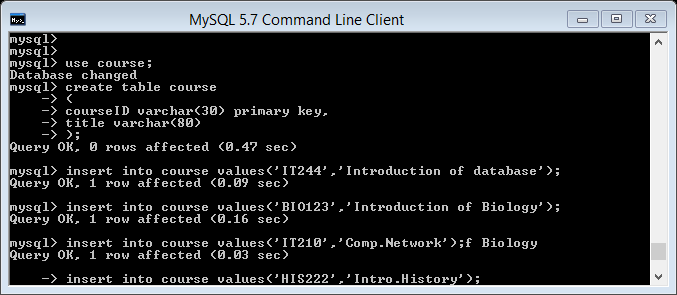 MySQL 5.7 Command Line Client
mysql>
mysql>
mysql> use course;
Database changed
mysql> create table course
    -> (
    -> courseID varchar(30) primary key,
    -> title varchar(80)
    -> );
Query OK, 0 rows affected (0.47 sec)
mysql> insert into course values('IT244','Introduction of database');
Query OK, 1 row affected (0.09 sec)
mysql> insert into course values('BIO123','Introduction of Biology');
Query OK, 1 row affected (0.16 sec)
mysql> insert into course values('IT210','Comp.Network');f Biology
Query OK, 1 row affected (0.03 sec)
    -> insert into course values('HIS222','Intro.History');